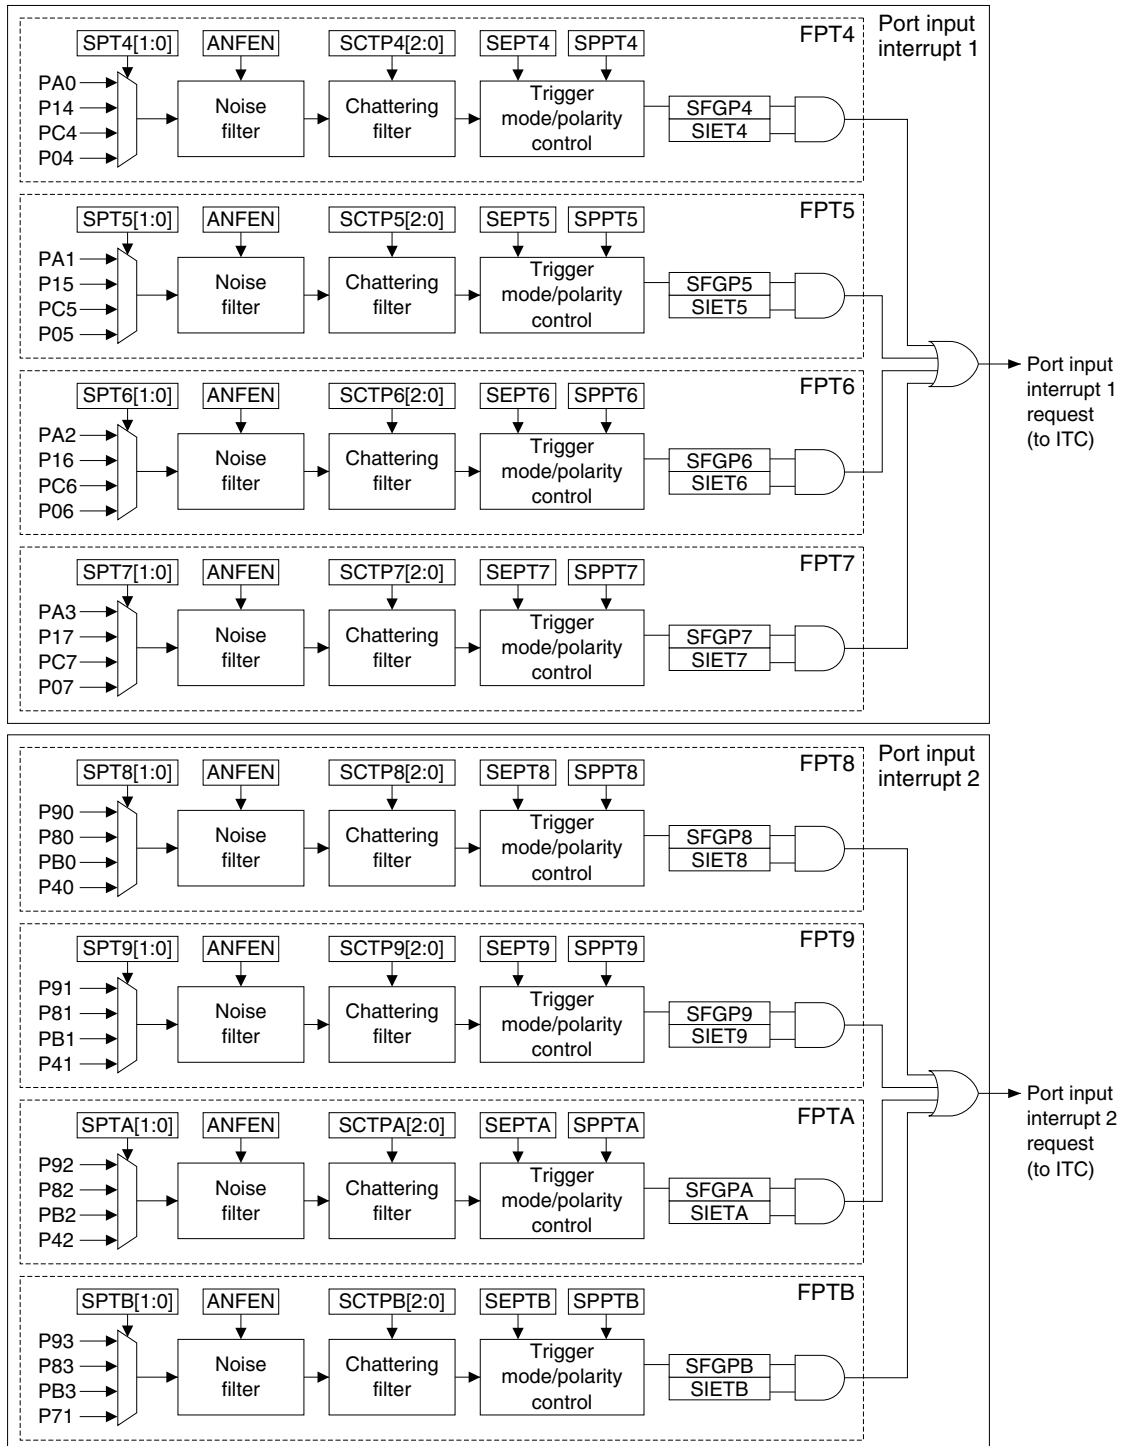 FPT4
Port input
interrupt 1
SPT4[1:0] ANFEN SCTP4[2:0] SEPT4 SPPT4
PA0
P14
PC4
P04
Noise
filter
Chattering
filter
Trigger
mode/polarity
control
SFGP4
SIET4
FPT5
SPT5[1:0] ANFEN SCTP5[2:0] SEPT5 SPPT5
PA1
P15
PC5
P05
Noise
filter
Chattering
filter
Trigger
mode/polarity
control
SFGP5
SIET5
Port input
interrupt 1
request
(to ITC)
FPT6
SPT6[1:0] ANFEN SCTP6[2:0] SEPT6 SPPT6
PA2
P16
PC6
P06
Noise
filter
Chattering
filter
Trigger
mode/polarity
control
SFGP6
SIET6
FPT7
SPT7[1:0] ANFEN SCTP7[2:0] SEPT7 SPPT7
PA3
P17
PC7
P07
Noise
filter
Chattering
filter
Trigger
mode/polarity
control
SFGP7
SIET7
FPT8
Port input
interrupt 2
SPT8[1:0] ANFEN SCTP8[2:0] SEPT8 SPPT8
P90
P80
PB0
P40
Noise
filter
Chattering
filter
Trigger
mode/polarity
control
SFGP8
SIET8
FPT9
SPT9[1:0] ANFEN SCTP9[2:0] SEPT9 SPPT9
P91
P81
PB1
P41
Noise
filter
Chattering
filter
Trigger
mode/polarity
control
SFGP9
SIET9
Port input
interrupt 2
request
(to ITC)
FPTA
SPTA[1:0] ANFEN SCTPA[2:0] SEPTA SPPTA
P92
P82
PB2
P42
Noise
filter
Chattering
filter
Trigger
mode/polarity
control
SFGPA
SIETA
FPTB
SPTB[1:0] ANFEN SCTPB[2:0] SEPTB SPPTB
P93
P83
PB3
P71
Noise
filter
Chattering
filter
Trigger
mode/polarity
control
SFGPB
SIETB